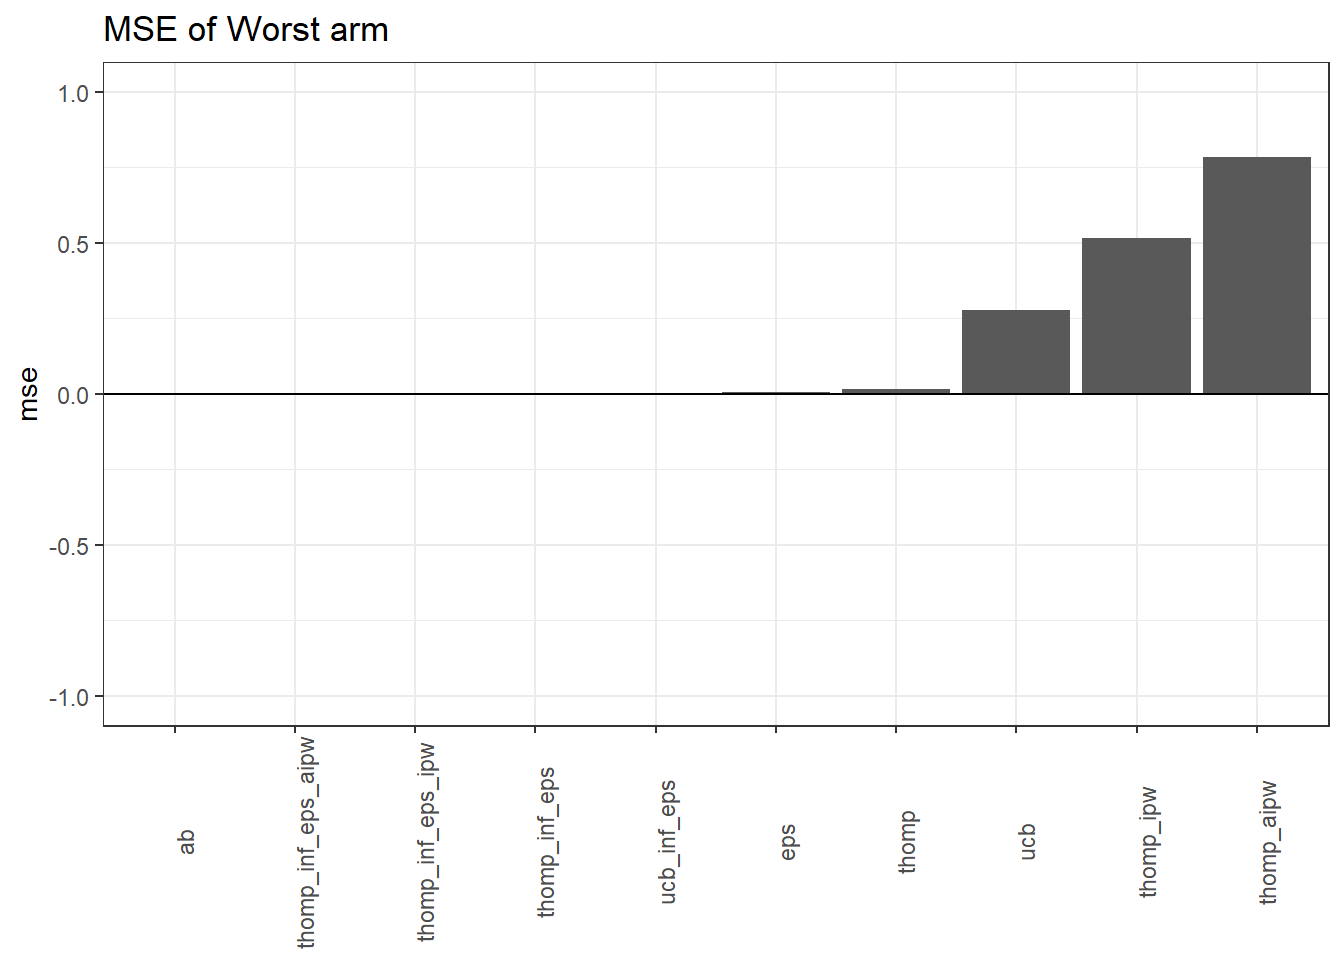 MSE of Worst arm
1.0
0.5
0.0
-0.5
-1.0
mse
ab
thomp_inf_eps_aipw
thomp_inf_eps_ipw
thomp_inf_eps
ucb_inf_eps
eps
thomp
ucb
thomp_ipw
thomp_aipw